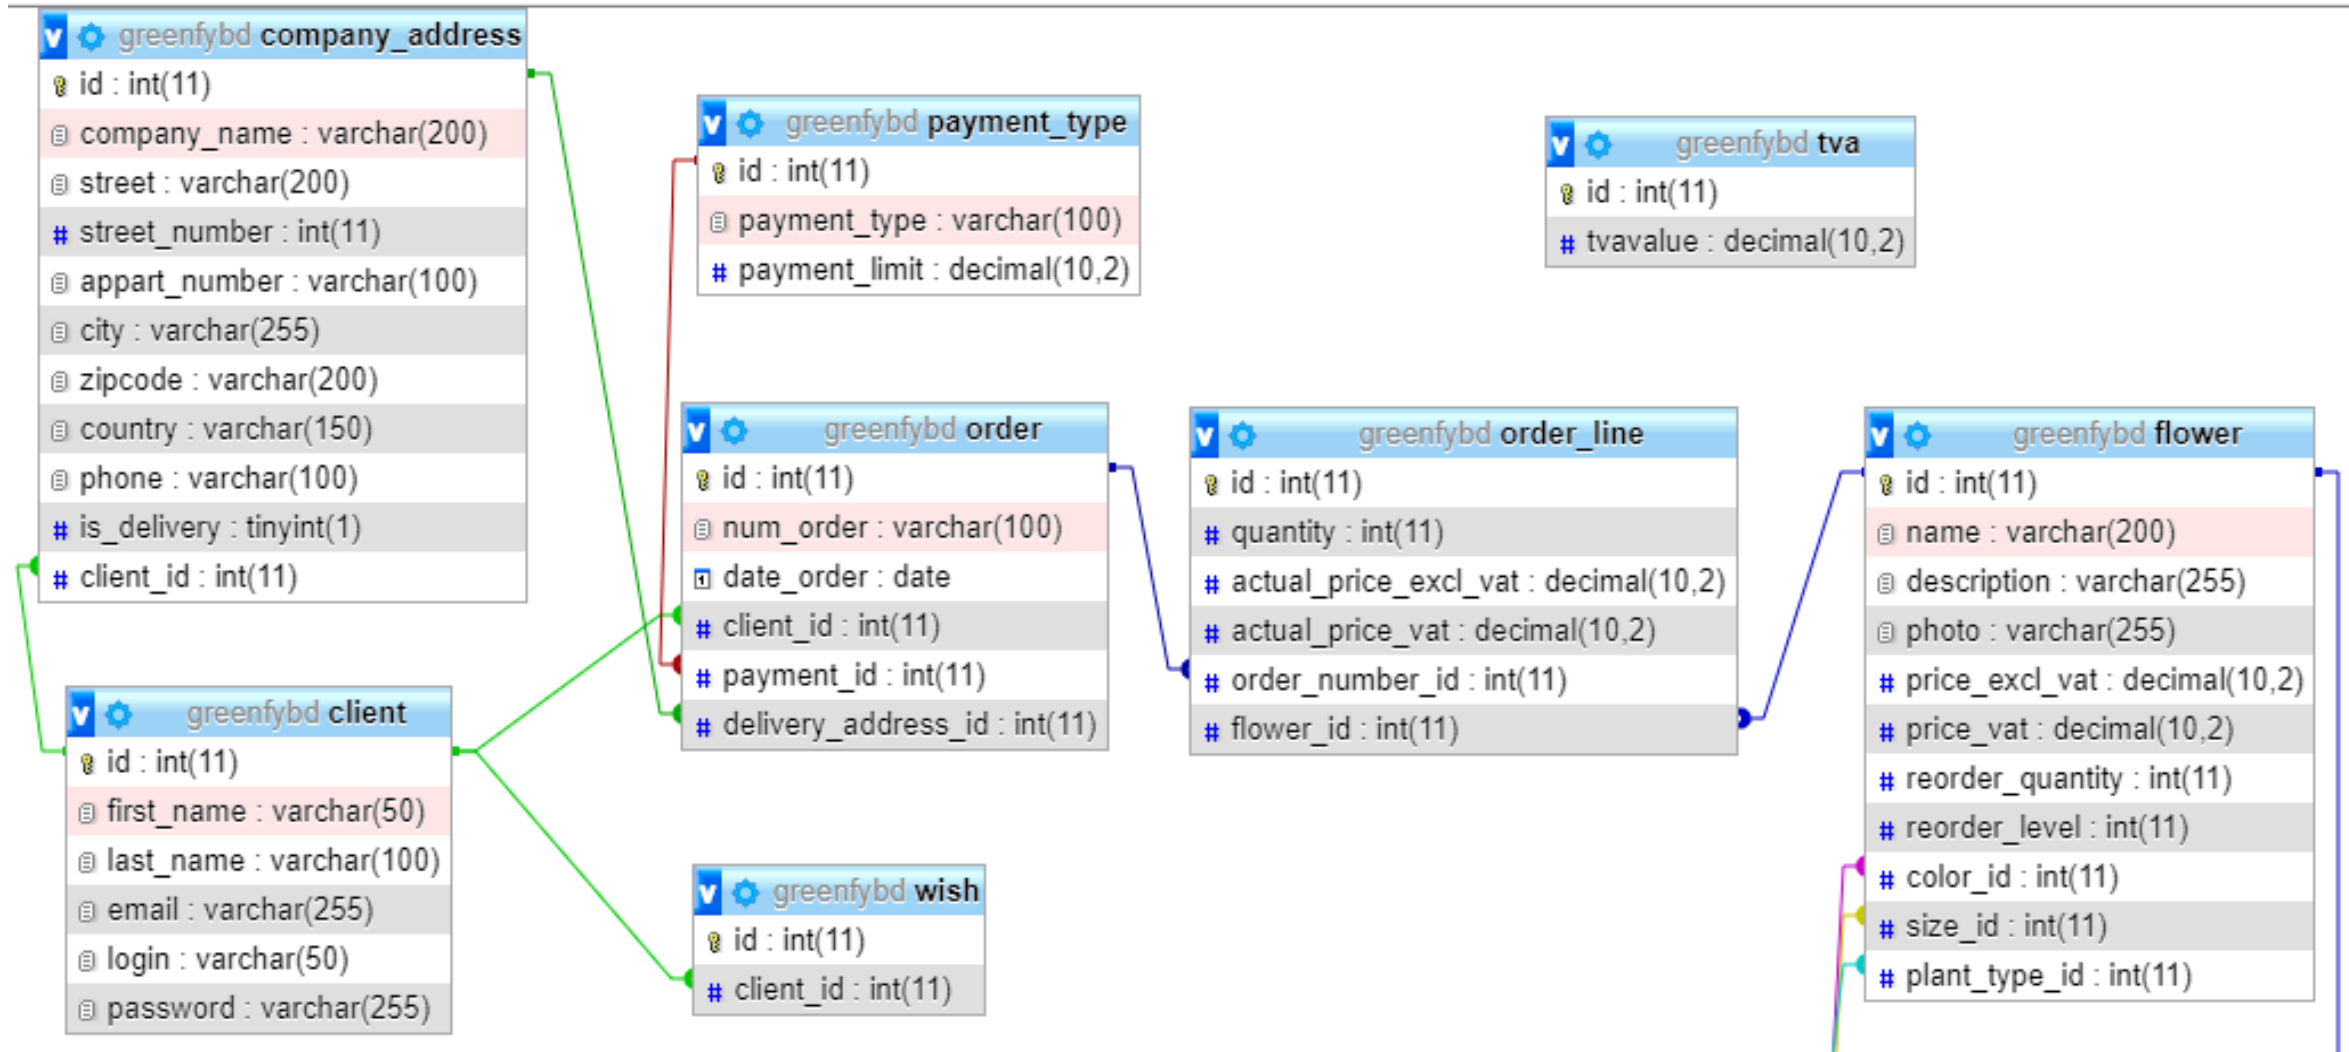 v greenfybd company_address
id : int(11)
company_name : varchar(200)
street : varchar(200)
# street_number : int(11)
appart_number : varchar(100)
city : varchar(255)
zipcode : varchar(200)
country : varchar(150)
phone : varchar(100)
# is_delivery : tinyint(1)
# client_id : int(11)
v greenfybd client
id : int(11)
first_name : varchar(50)
last_name : varchar(100)
email : varchar(255)
login : varchar(50)
password : varchar(255)
v greenfybd payment_type
id : int(11)
payment_type : varchar(100)
# payment_limit : decimal(10,2)
v greenfybd order
id : int(11)
num_order : varchar(100)
date_order : date
# client_id : int(11)
# payment_id : int(11)
# delivery_address_id : int(11)
v greenfybd wish
id : int(11)
# client_id : int(11)
v greenfybd order_line
id : int(11)
# quantity : int(11)
# actual_price_excl_vat : decimal(10,2)
# actual_price_vat : decimal(10,2)
# order_number_id : int(11)
# flower_id : int(11)
v greenfybd tva
id : int(11)
# tvavalue : decimal(10,2)
v greenfybd flower
id : int(11)
name : varchar(200)
description : varchar(255)
photo : varchar(255)
# price_excl_vat : decimal(10,2)
# price_vat : decimal(10,2)
# reorder_quantity : int(11)
# reorder_level : int(11)
# color_id : int(11)
# size_id : int(11)
# plant_type_id : int(11)